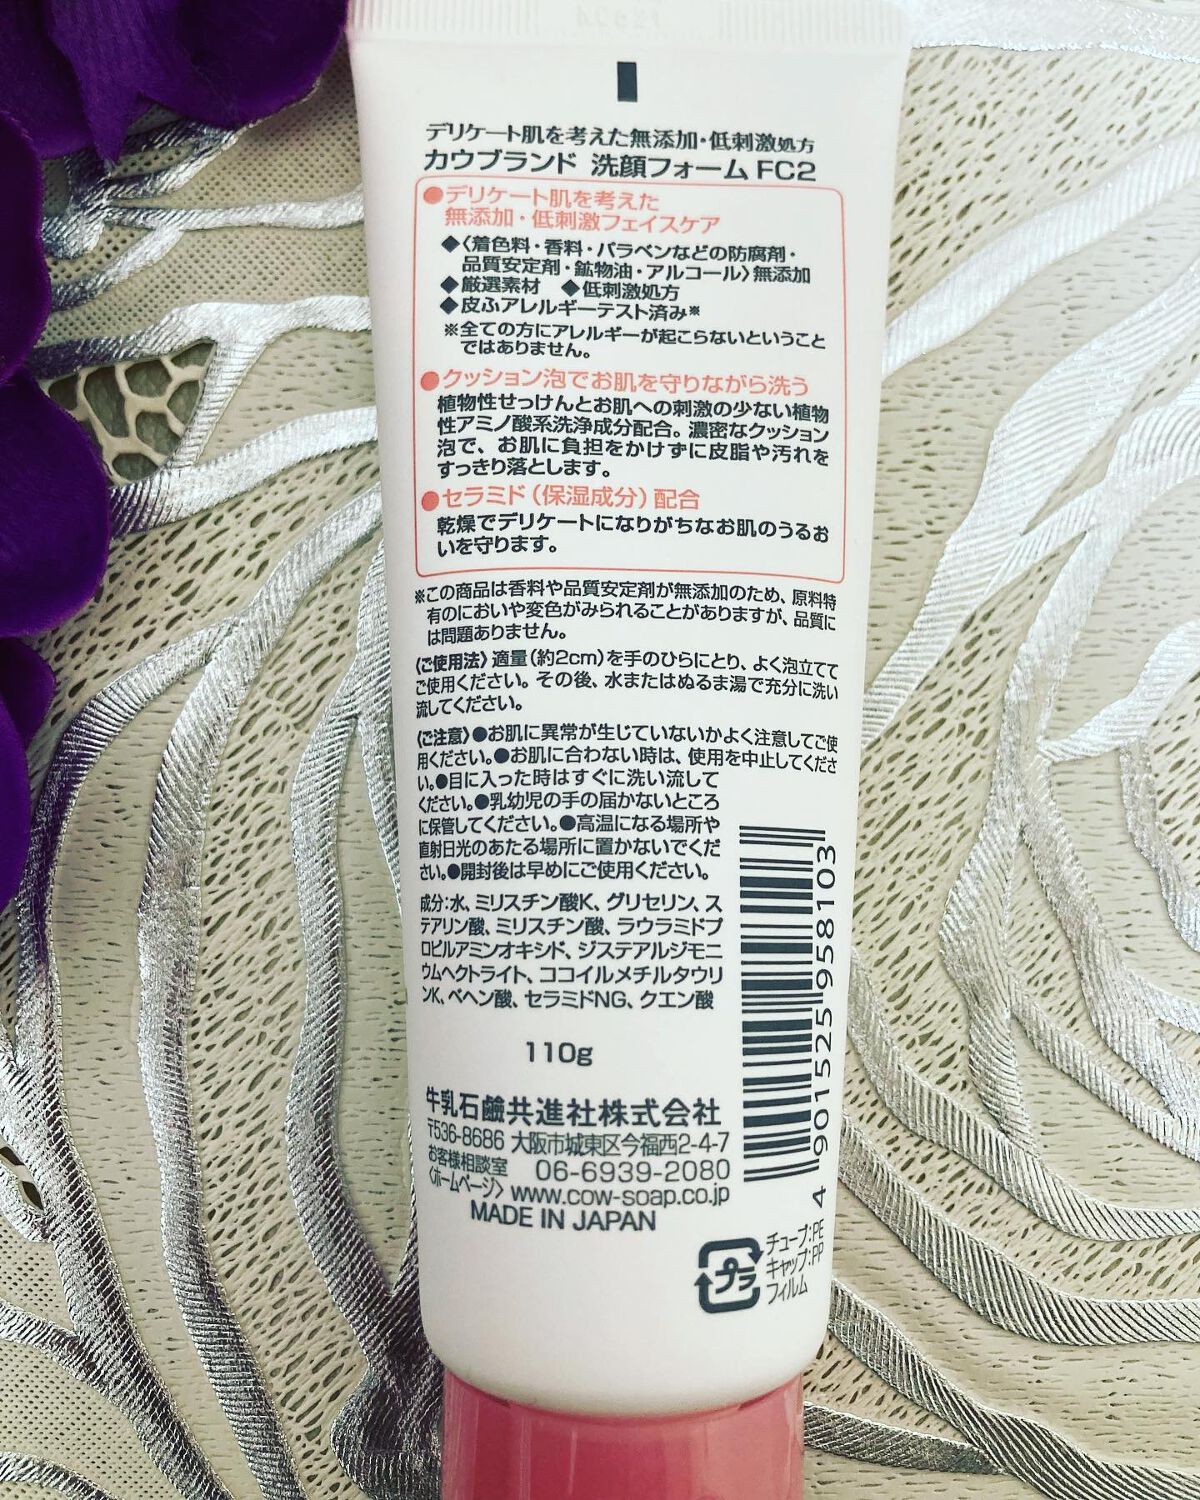 デリケート肌を考えた無添加・低刺激処方
カウブランド 洗顔フォームFC2
●デリケート肌を考えた
無添加・低刺激フェイスケア
◆〈着色料・香料・パラベンなどの防腐剤・
品質安定剤・鉱物油・アルコール〉無添加
◆厳選素材 ◆低刺激処方
◆皮ふアレルギーテスト済み※
※全ての方にアレルギーが起こらないということ
ではありません。
●クッション泡でお肌を守りながら洗う
植物性せっけんとお肌への刺激の少ない植物
性アミノ酸系洗浄成分配合。濃密なクッション
泡で、お肌に負担をかけずに皮脂や汚れを
すっきり落とします。
●セラミド（保湿成分）配合
乾燥でデリケートになりがちなお肌のうるお
いを守ります。
※この商品は香料や品質安定剤が無添加のため、原料特
有のにおいや変色がみられることがありますが、品質に
は問題ありません。
〈ご使用法〉適量（約2cm）を手のひらにとり、よく泡立てて
ご使用ください。その後、水またはぬるま湯で充分に洗い
流してください。
〈ご注意〉●お肌に異常が生じていないかよく注意してご使
用ください。●お肌に合わない時は、使用を中止してくださ
い。●目に入った時はすぐに洗い流して
ください。●乳幼児の手の届かないところ
に保管してください。●高温になる場所や
直射日光のあたる場所に置かないでくだ
さい。●開封後は早めにご使用ください。
成分：水、ミリスチン酸K、グリセリン、ス
テアリン酸、ミリスチン酸、ラウラミドプ
ロピルアミンオキシド、ジステアルジモニ
ウムヘクトライト、ココイルメチルタウリ
ンK、ベヘン酸、セラミドNG、クエン酸
110g
牛乳石鹼共進社株式会社
〒536-8686 大阪市城東区今福西2-4-7
お客様相談室 06-6939-2080
〈ホームページ〉www.cow-soap.co.jp
MADE IN JAPAN
4 901525 958103
プラ
チューブ：PE
キャップ：PP
フィルム